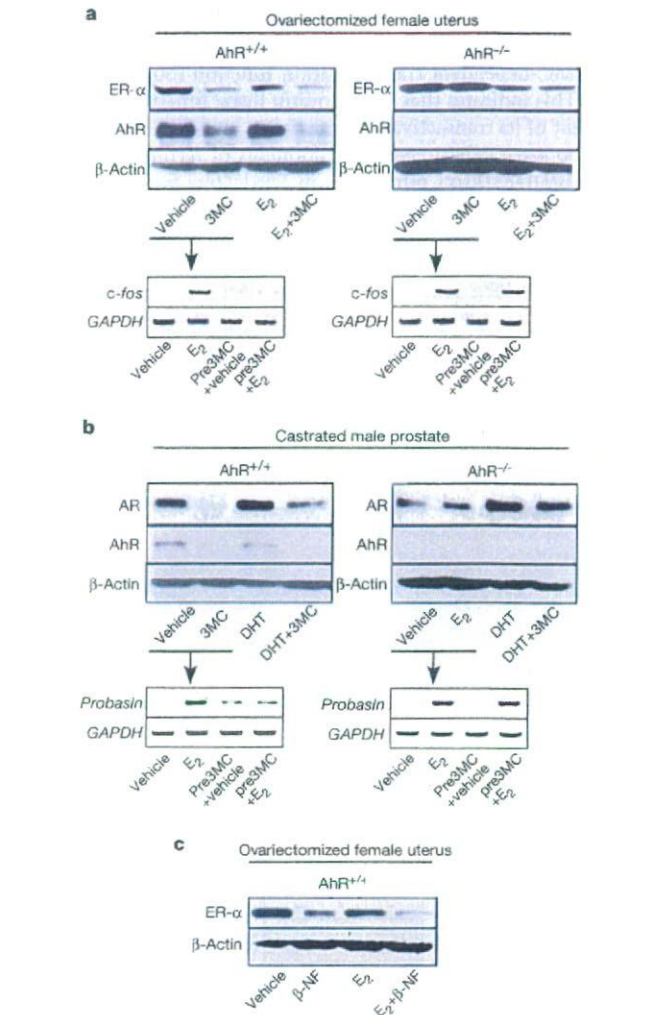 a
Ovariectomized female uterus
AhR+/+ AhR-/-
ER-α ER-α
AhR AhR
β-Actin β-Actin
Vehicle 3MC E2 E2+3MC Vehicle 3MC E2 E2+3MC
c-fos c-fos
GAPDH GAPDH
Vehicle E2 Pre3MC +vehicle pre3MC +E2 Vehicle E2 Pre3MC +vehicle pre3MC +E2
b
Castrated male prostate
AhR+/+ AhR-/-
AR AR
AhR AhR
β-Actin β-Actin
Vehicle 3MC DHT DHT+3MC Vehicle E2 DHT DHT+3MC
Probasin Probasin
GAPDH GAPDH
Vehicle E2 Pre3MC +vehicle pre3MC +E2 Vehicle E2 Pre3MC +vehicle pre3MC +E2
c
Ovariectomized female uterus
AhR+/+
ER-α
β-Actin
Vehicle β-NF E2 E2+β-NF